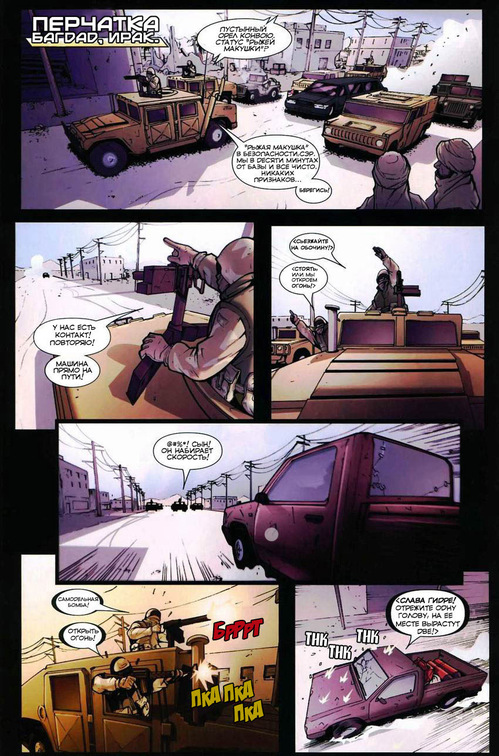 ПЕРЧАТКА
БАГДАД, ИРАК.
ПУСТЫННЫЙ
ОРЕЛ КОНВОЮ,
СТАТУС "РЫЖЕЙ
МАКУШКИ"?
"РЫЖАЯ МАКУШКА"
В БЕЗОПАСНОСТИ,СЭР.
МЫ В ДЕСЯТИ МИНУТАХ
ОТ БАЗЫ И ВСЕ ЧИСТО.
НИКАКИХ
ПРИЗНАКОВ...
БЕРЕГИСЬ!
У НАС ЕСТЬ
КОНТАКТ!
ПОВТОРЯЮ!
МАШИНА
ПРЯМО НА
ПУТИ!
<СЪЕЗЖАЙТЕ
НА ОБОЧИНУ!>
<СТОЯТЬ
ИЛИ МЫ
ОТКРОЕМ
ОГОНЬ!>
@#%*! СЫН!
ОН НАБИРАЕТ
СКОРОСТЬ!
САМОДЕЛЬНАЯ
БОМБА!
ОТКРЫТЬ
ОГОНЬ!
БРРРТ
ПКА ПКА
ПКА
<СЛАВА ГИДРЕ!
ОТРЕЖИТЕ ОДНУ
ГОЛОВУ, НА ЕЕ
МЕСТЕ ВЫРАСТУТ
ДВЕ!>
ТНК
ТНК
ТНК